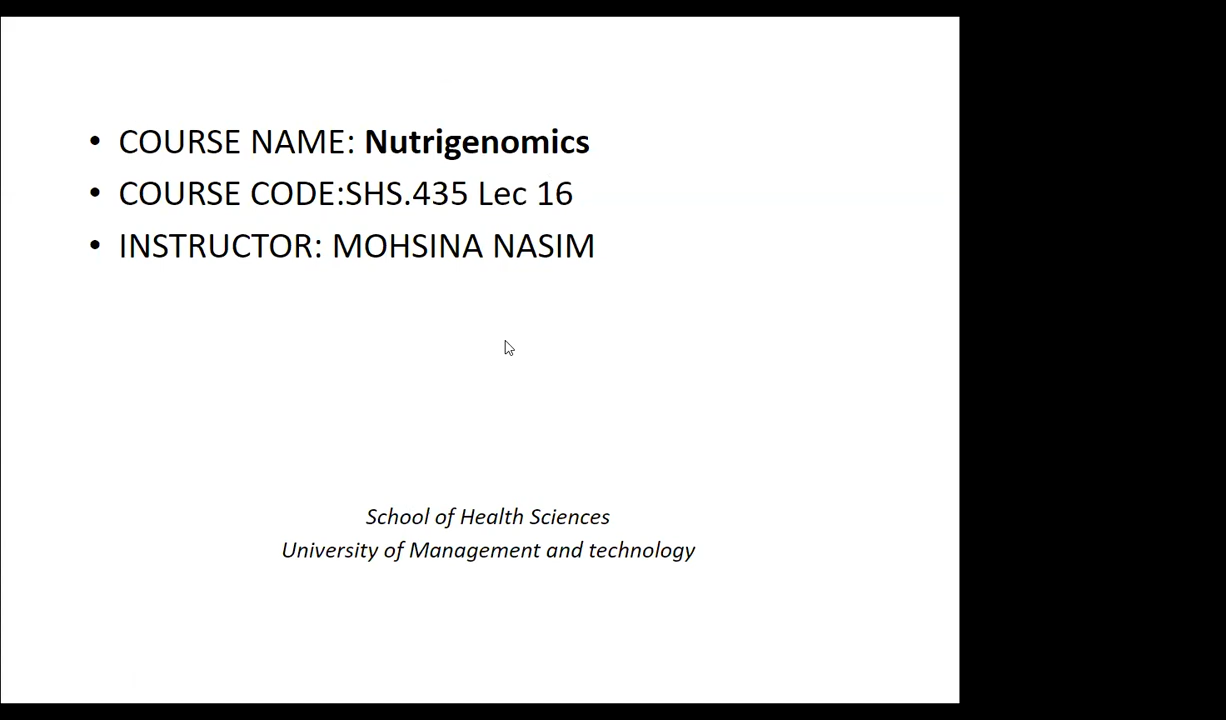 • COURSE NAME: Nutrigenomics
• COURSE CODE:SHS.435 Lec 16
• INSTRUCTOR: MOHSINA NASIM
School of Health Sciences
University of Management and technology